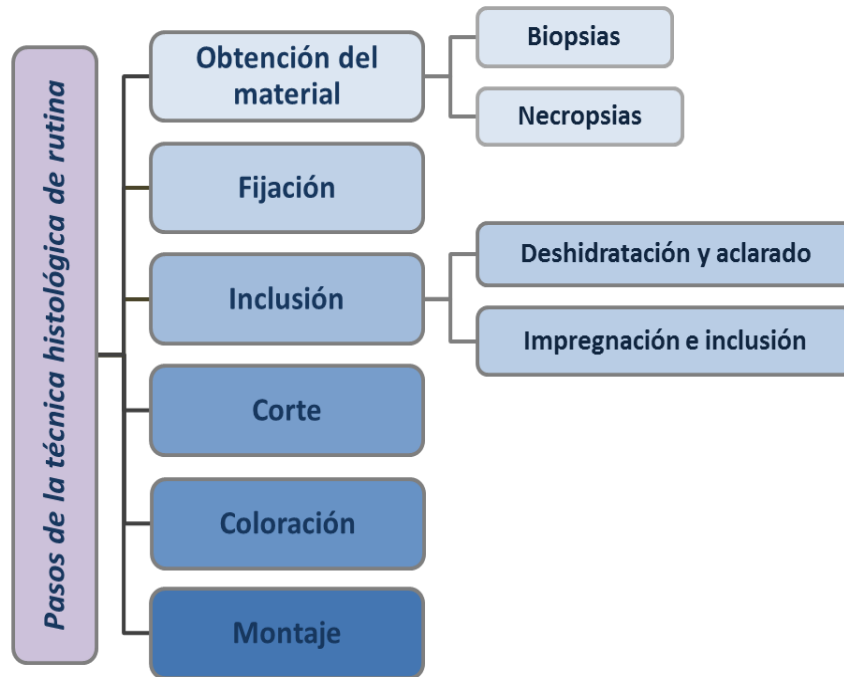 Pasos de la técnica histológica de rutina
Obtención del
material
Biopsias
Necropsias
Fijación
Inclusión
Deshidratación y aclarado
Impregnación e inclusión
Corte
Coloración
Montaje